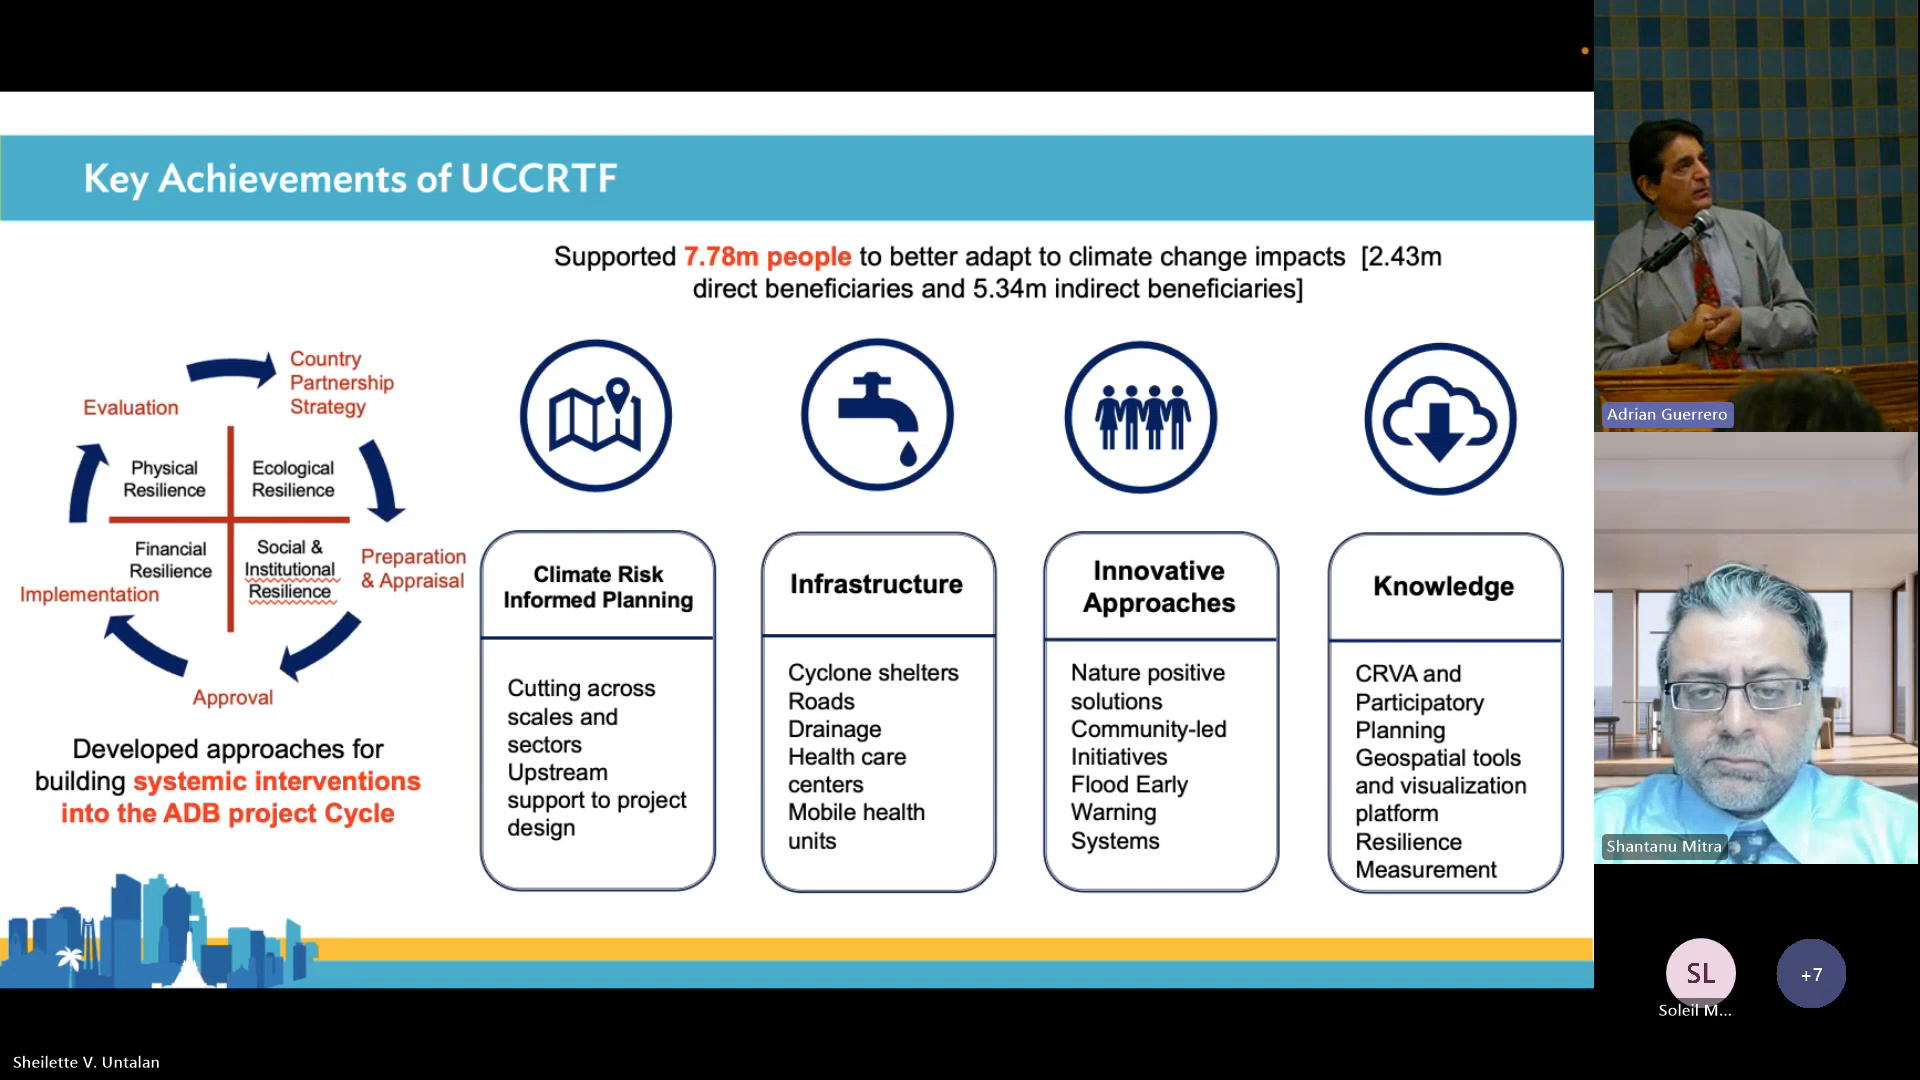 Key Achievements of UCCRTF
Supported 7.78m people to better adapt to climate change impacts [2.43m
direct beneficiaries and 5.34m indirect beneficiaries]
Country
Partnership
Strategy
Evaluation
Physical
Resilience
Ecological
Resilience
Financial
Resilience
Social &
Institutional
Resilience
Preparation
& Appraisal
Implementation
Approval
Developed approaches for
building systemic interventions
into the ADB project Cycle
Climate Risk
Informed Planning
Cutting across
scales and
sectors
Upstream
support to project
design
Infrastructure
Cyclone shelters
Roads
Drainage
Health care
centers
Mobile health
units
Innovative
Approaches
Nature positive
solutions
Community-led
Initiatives
Flood Early
Warning
Systems
Knowledge
CRVA and
Participatory
Planning
Geospatial tools
and visualization
platform
Resilience
Measurement
Adrian Guerrero
Shantanu Mitra
SL
+7
Soleil M...
Sheilette V. Untalan